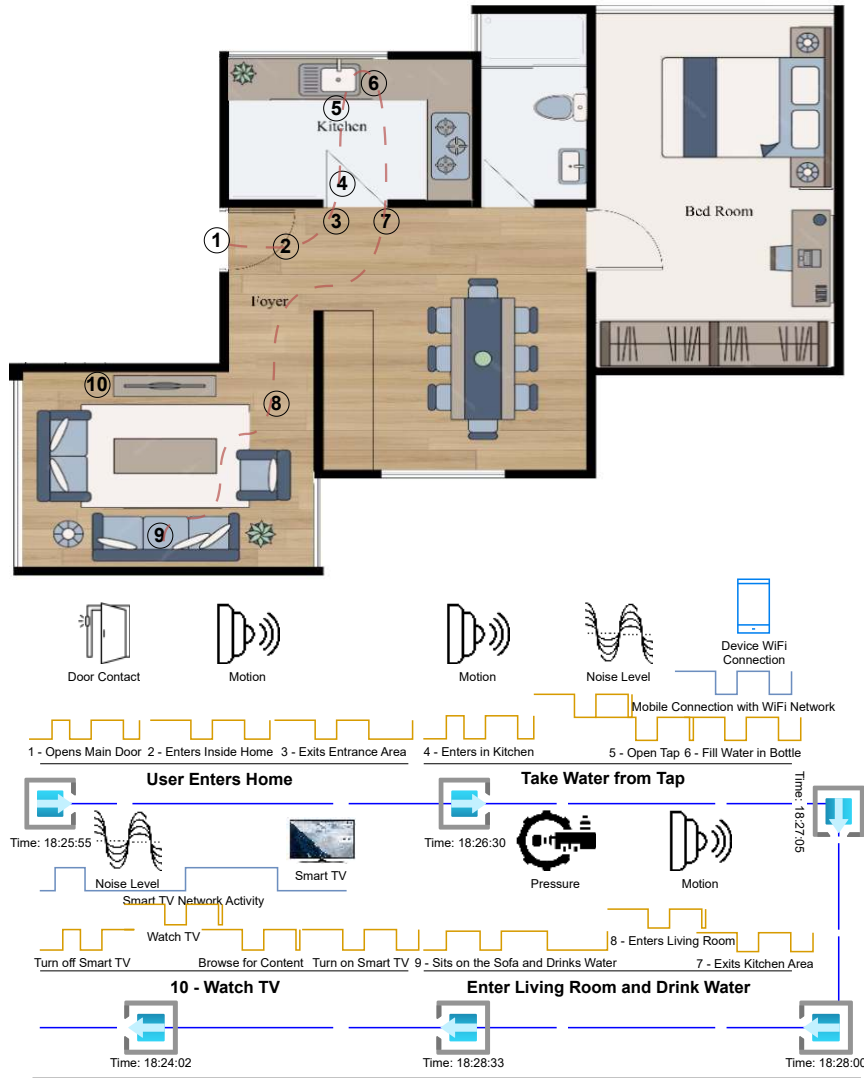 6
5
Kitchen
4
3
7
1
2
Bed Room
Foyer
10
8
9
Door Contact
Motion
Motion
Noise Level
Device WiFi
Connection
Mobile Connection with WiFi Network
1 - Opens Main Door
2 - Enters Inside Home
3 - Exits Entrance Area
4 - Enters in Kitchen
5 - Open Tap
6 - Fill Water in Bottle
User Enters Home
Take Water from Tap
Time: 18:25:55
Time: 18:26:30
Time: 18:27:05
Noise Level
Smart TV
Pressure
Motion
Smart TV Network Activity
Watch TV
8 - Enters Living Room
Turn off Smart TV
Browse for Content
Turn on Smart TV
9 - Sits on the Sofa and Drinks Water
7 - Exits Kitchen Area
10 - Watch TV
Enter Living Room and Drink Water
Time: 18:24:02
Time: 18:28:33
Time: 18:28:00